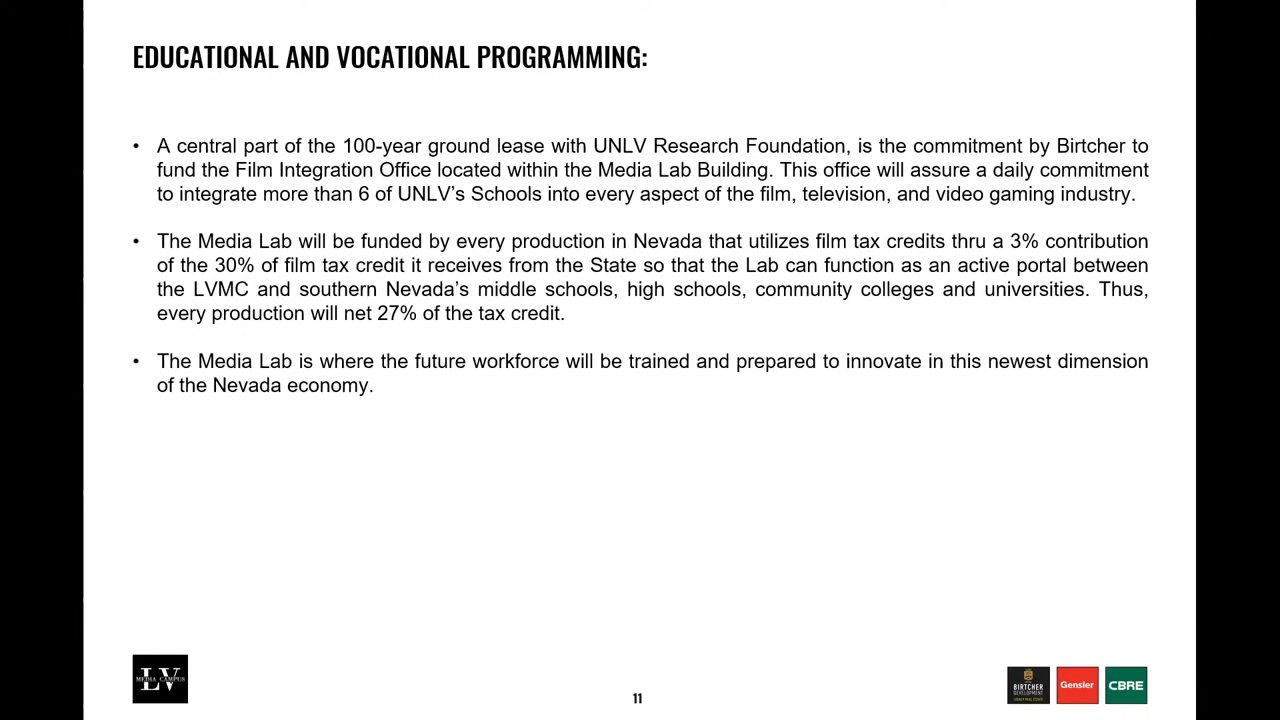 EDUCATIONAL AND VOCATIONAL PROGRAMMING:
• A central part of the 100-year ground lease with UNLV Research Foundation, is the commitment by Birtcher to
fund the Film Integration Office located within the Media Lab Building. This office will assure a daily commitment
to integrate more than 6 of UNLV's Schools into every aspect of the film, television, and video gaming industry.
• The Media Lab will be funded by every production in Nevada that utilizes film tax credits thru a 3% contribution
of the 30% of film tax credit it receives from the State so that the Lab can function as an active portal between
the LVMC and southern Nevada's middle schools, high schools, community colleges and universities. Thus,
every production will net 27% of the tax credit.
• The Media Lab is where the future workforce will be trained and prepared to innovate in this newest dimension
of the Nevada economy.
LV
MEDIA CAMPUS
11
BIRTCHER
DEVELOPMENT
Gensler
CBRE